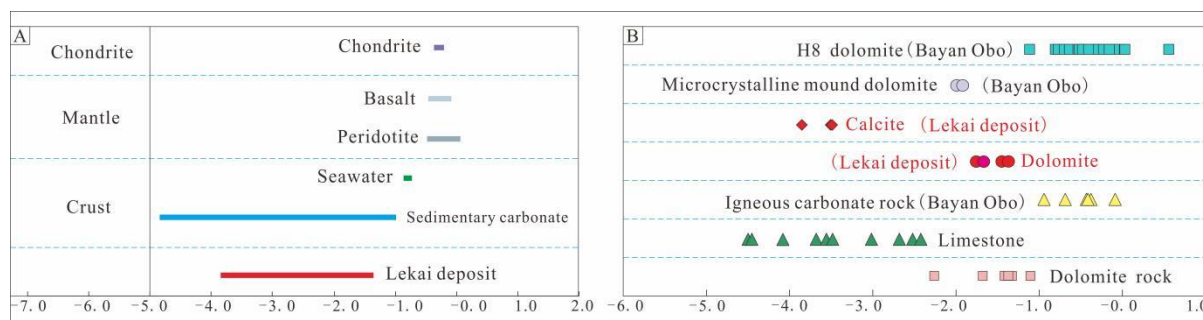 A
Chondrite
Chondrite
Basalt
Mantle
Peridotite
Seawater
Crust
Sedimentary carbonate
Lekai deposit
-7.0 -6.0 -5.0 -4.0 -3.0 -2.0 -1.0 -0.0 1.0 2.0
B
H8 dolomite (Bayan Obo)
Microcrystalline mound dolomite (Bayan Obo)
Calcite (Lekai deposit)
(Lekai deposit) Dolomite
Igneous carbonate rock (Bayan Obo)
Limestone
Dolomite rock
-6.0 -5.0 -4.0 -3.0 -2.0 -1.0 -0.0 1.0